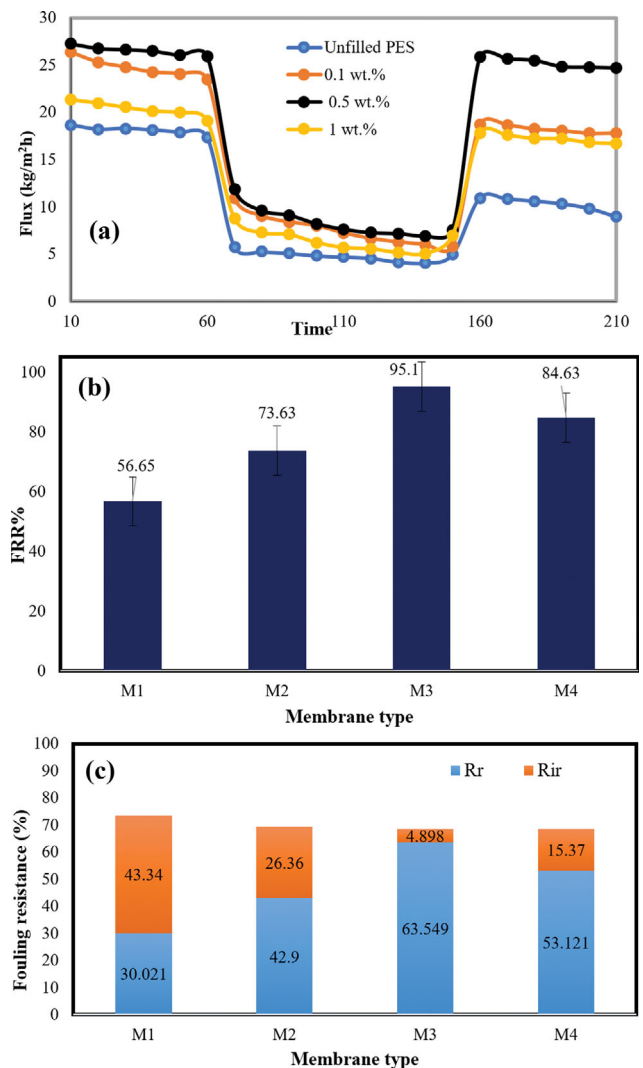 30
25
20
15
10
5
0
Flux (kg/m²h)
Unfilled PES
0.1 wt.%
0.5 wt.%
1 wt.%
(a)
10 60 110 160 210
Time
(b)
100
80
60
40
20
0
FRR%
56.65
73.63
95.1
84.63
M1 M2 M3 M4
Membrane type
(c)
Rr Rir
100
90
80
70
60
50
40
30
20
10
0
Fouling resistance (%)
43.34 26.36 4.898 15.37
30.021 42.9 63.549 53.121
M1 M2 M3 M4
Membrane type